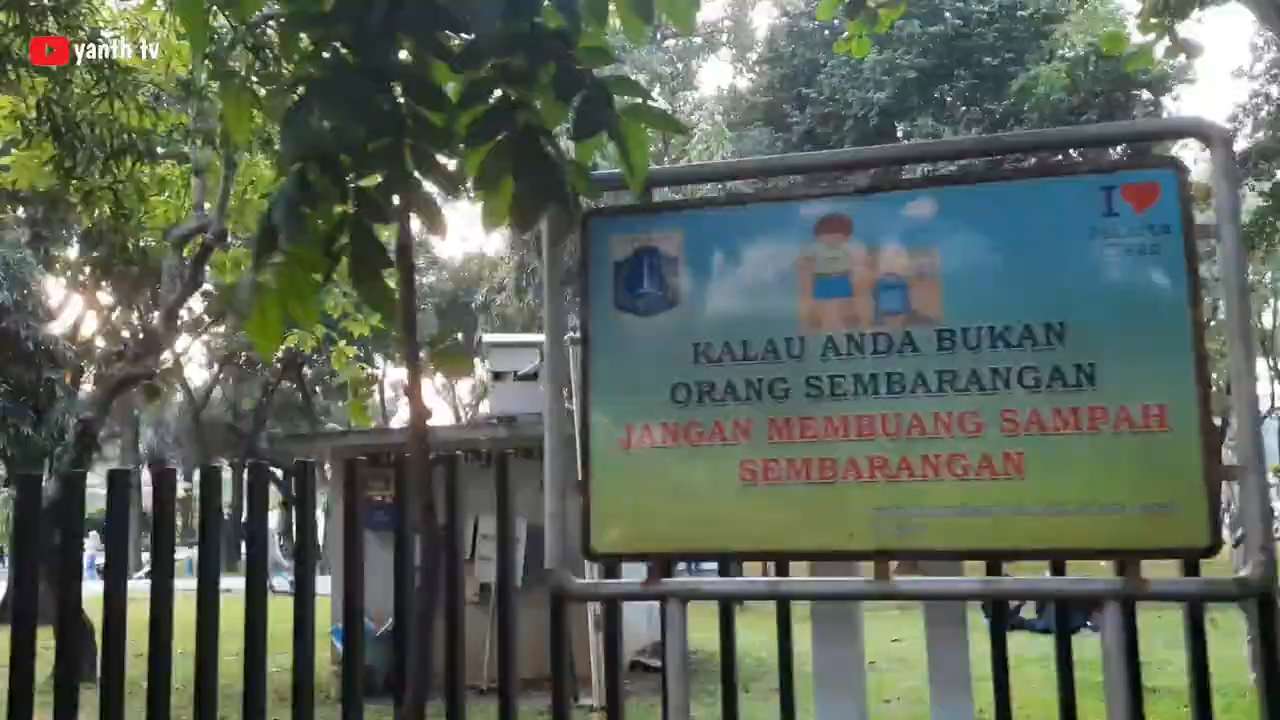 yanth tv
I
KALAU ANDA BUKAN
ORANG SEMBARANGAN
JANGAN MEMBUANG SAMPAH
SEMBARANGAN